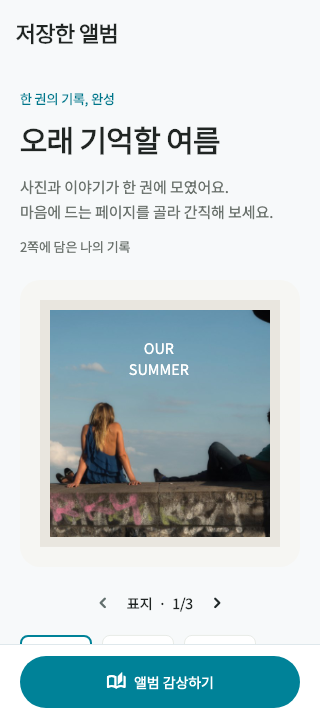 저장한 앨범
한 권의 기록, 완성
오래 기억할 여름
사진과 이야기가 한 권에 모였어요.
마음에 드는 페이지를 골라 간직해 보세요.
2쪽에 담은 나의 기록
OUR
SUMMER
표지 · 1/3
앨범 감상하기